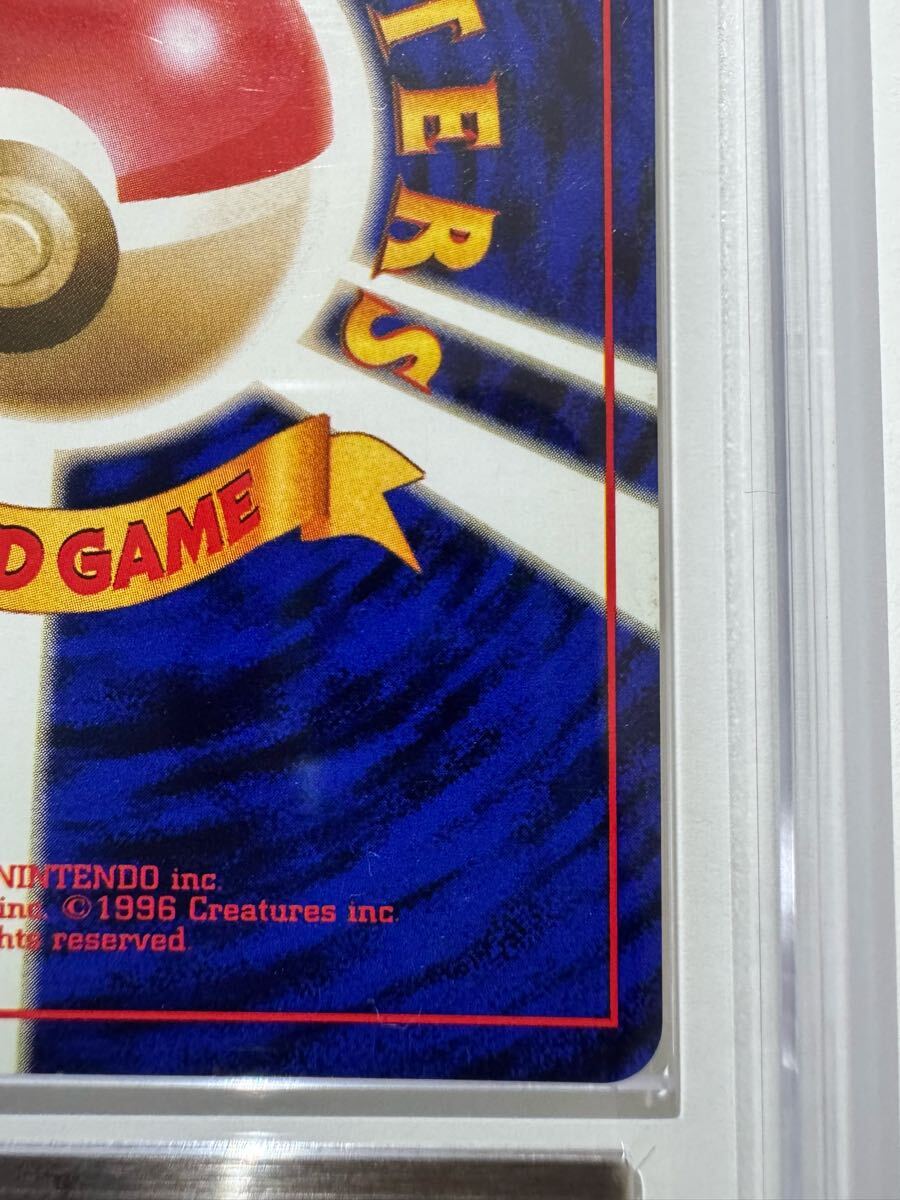 TERS
D GAME
NINTENDO inc.
inc. ©1996 Creatures inc.
hts reserved.